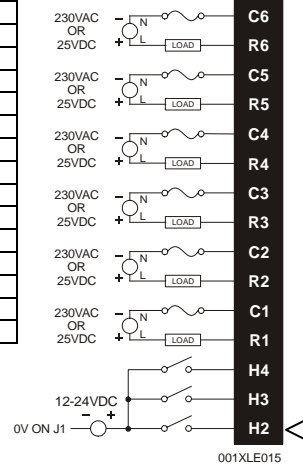 230VAC
OR
25VDC
− N
+ L
LOAD
C6
R6
230VAC
OR
25VDC
− N
+ L
LOAD
C5
R5
230VAC
OR
25VDC
− N
+ L
LOAD
C4
R4
230VAC
OR
25VDC
− N
+ L
LOAD
C3
R3
230VAC
OR
25VDC
− N
+ L
LOAD
C2
R2
230VAC
OR
25VDC
− N
+ L
LOAD
C1
R1
H4
12-24VDC
H3
− +
0V ON J1
H2
001XLE015